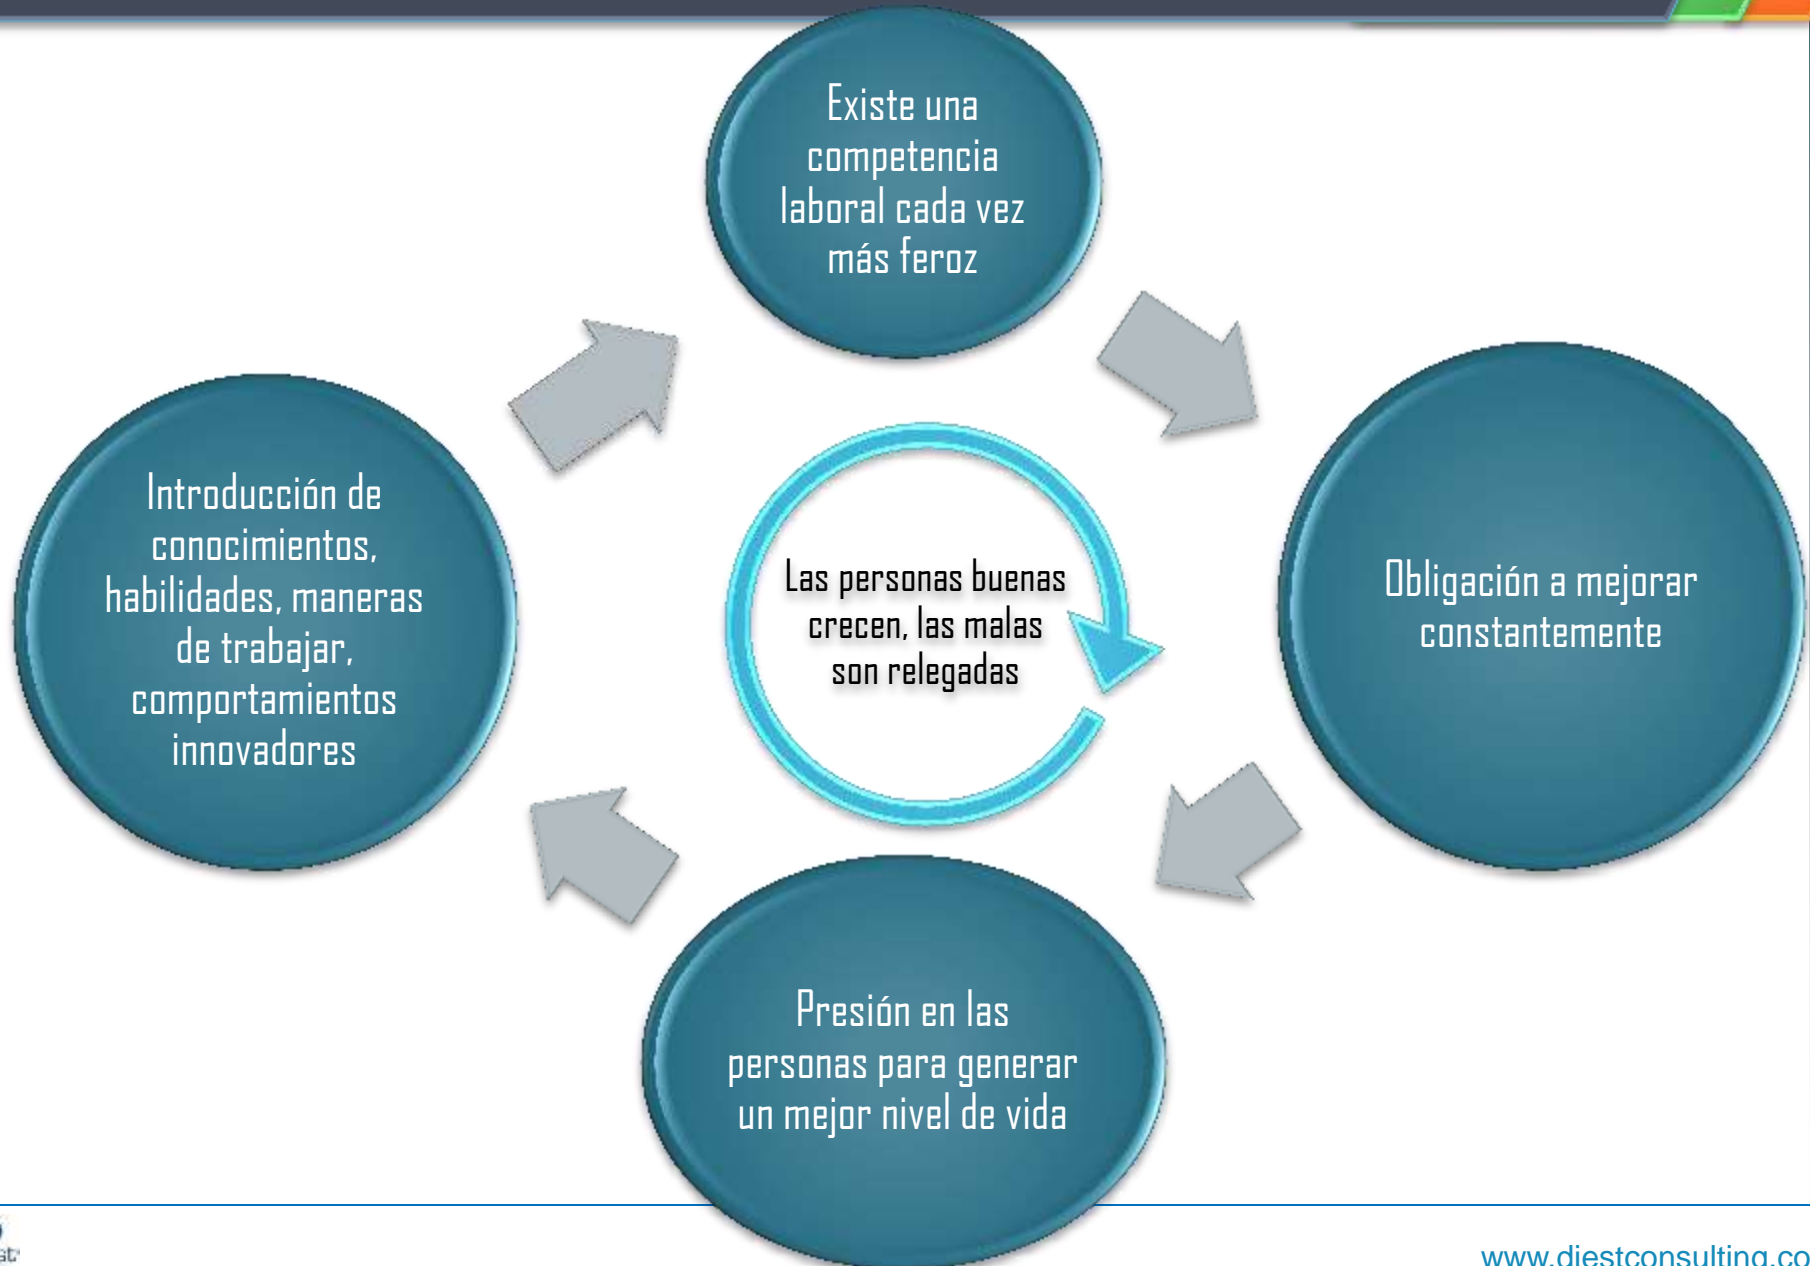 Existe una
competencia
laboral cada vez
más feroz
Obligación a mejorar
constantemente
Presión en las
personas para generar
un mejor nivel de vida
Introducción de
conocimientos,
habilidades, maneras
de trabajar,
comportamientos
innovadores
Las personas buenas
crecen, las malas
son relegadas
www.diestconsulting.co